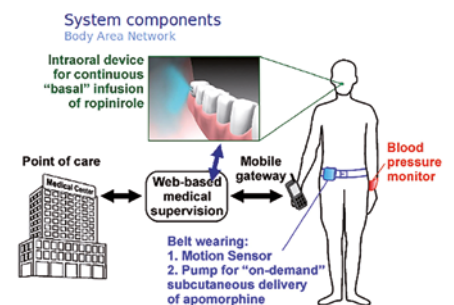 System components
Body Area Network
Intraoral device
for continuous
“basal” infusion
of ropinirole
Point of care
Medical Center
Web-based
medical
supervision
Mobile
gateway
Blood
pressure
monitor
Belt wearing:
1. Motion Sensor
2. Pump for “on-demand”
subcutaneous delivery
of apomorphine